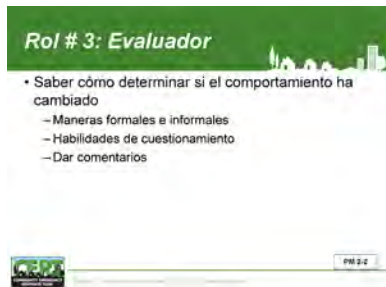 Rol # 3: Evaluador
• Saber cómo determinar si el comportamiento ha
cambiado
– Maneras formales e informales
– Habilidades de cuestionamiento
– Dar comentarios
PM 2-2
CERT